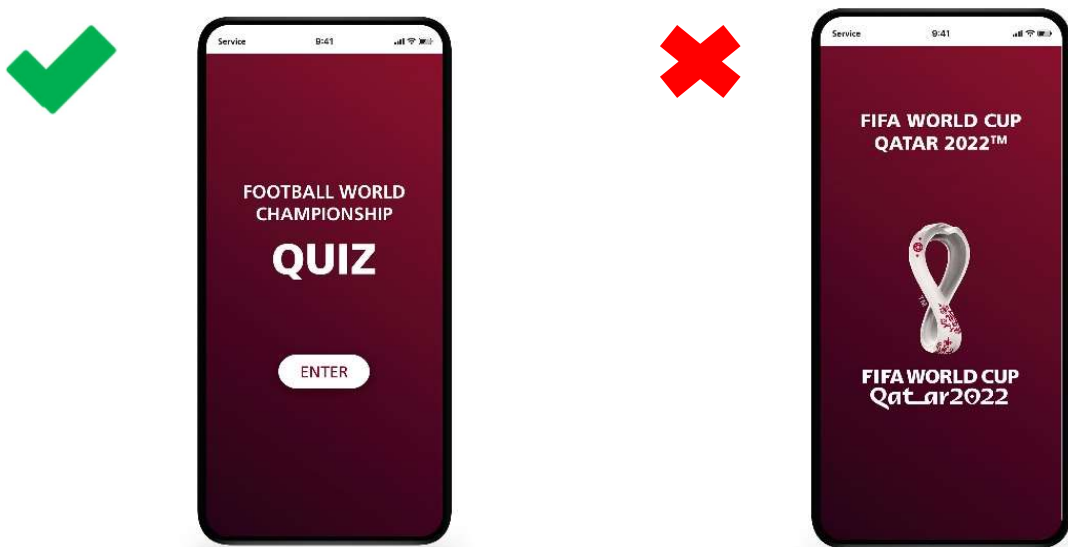 Service 9:41
FOOTBALL WORLD
CHAMPIONSHIP
QUIZ
ENTER
Service 9:41
FIFA WORLD CUP
QATAR 2022™
TM
FIFA WORLD CUP
Qatar2022